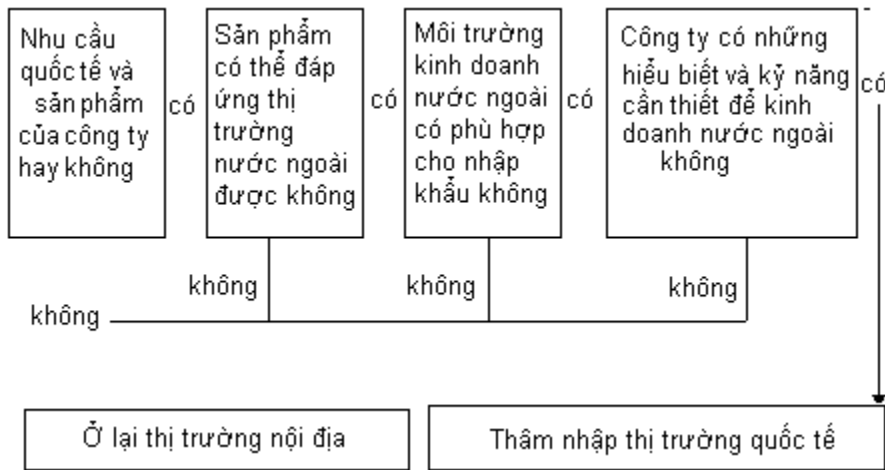 Nhu cầu
quốc tế và
sản phẩm
của công ty
hay không
có
Sản phẩm
có thể đáp
ứng thị
trường
nước ngoài
được không
có
Môi trường
kinh doanh
nước ngoài
có phù hợp
cho nhập
khẩu không
có
Công ty có những
hiểu biết và kỷ năng
cần thiết để kinh
doanh nước ngoài
không
có
không
không
không
không
Ở lại thị trường nội địa
Thâm nhập thị trường quốc tế